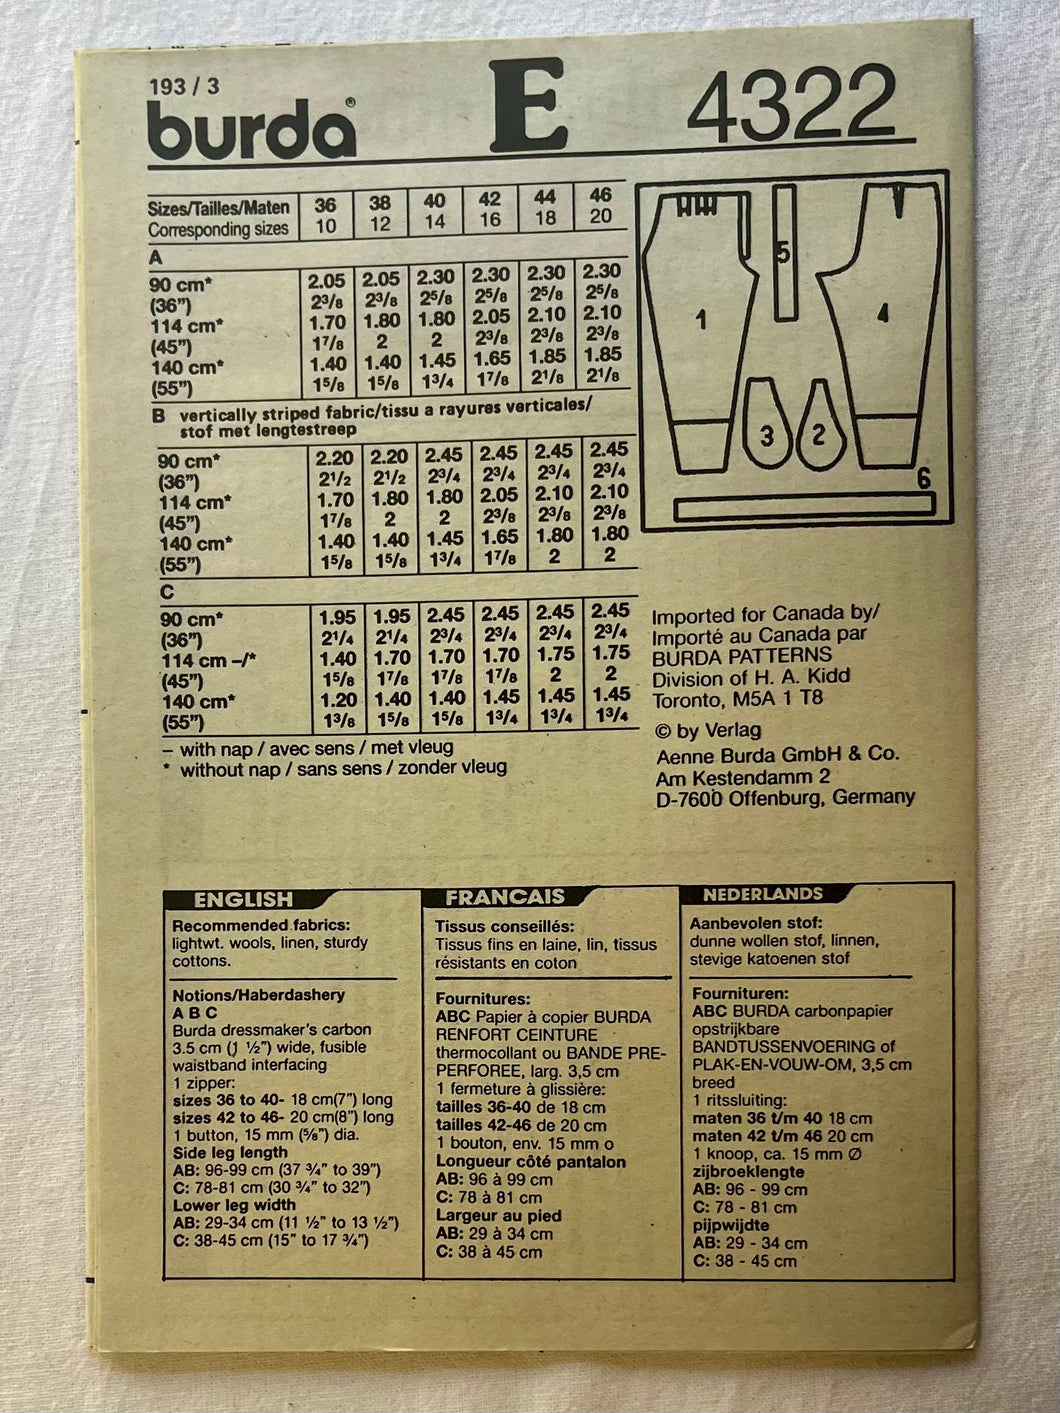 193 / 3
burda® E 4322
Sizes/Tailles/Maten 36 38 40 42 44 46
Corresponding sizes 10 12 14 16 18 20
A
90 cm* 2.05 2.05 2.30 2.30 2.30 2.30
(36”) 2³/₈ 2³/₈ 2⁵/₈ 2⁵/₈ 2⁵/₈ 2⁵/₈
114 cm* 1.70 1.80 1.80 2.05 2.10 2.10
(45”) 1⁷/₈ 2 2 2³/₈ 2³/₈ 2³/₈
140 cm* 1.40 1.40 1.45 1.65 1.85 1.85
(55”) 1⁵/₈ 1⁵/₈ 1³/₄ 1⁷/₈ 2¹/₈ 2¹/₈
B vertically striped fabric/tissu a rayures verticales/
stof met lengtestreep
90 cm* 2.20 2.20 2.45 2.45 2.45 2.45
(36”) 2¹/₂ 2¹/₂ 2³/₄ 2³/₄ 2³/₄ 2³/₄
114 cm* 1.70 1.80 1.80 2.05 2.10 2.10
(45”) 1⁷/₈ 2 2 2³/₈ 2³/₈ 2³/₈
140 cm* 1.40 1.40 1.45 1.65 1.80 1.80
(55”) 1⁵/₈ 1⁵/₈ 1³/₄ 1⁷/₈ 2 2
C
90 cm* 1.95 1.95 2.45 2.45 2.45 2.45
(36”) 2¹/₄ 2¹/₄ 2³/₄ 2³/₄ 2³/₄ 2³/₄
114 cm –/* 1.40 1.70 1.70 1.70 1.75 1.75
(45”) 1⁵/₈ 1⁷/₈ 1⁷/₈ 1⁷/₈ 2 2
140 cm* 1.20 1.40 1.40 1.45 1.45 1.45
(55”) 1³/₈ 1⁵/₈ 1⁵/₈ 1³/₄ 1³/₄ 1³/₄
– with nap / avec sens / met vleug
* without nap / sans sens / zonder vleug
1
5
4
3
2
6
Imported for Canada by/
Importé au Canada par
BURDA PATTERNS
Division of H. A. Kidd
Toronto, M5A 1 T8
© by Verlag
Aenne Burda GmbH & Co.
Am Kestendamm 2
D-7600 Offenburg, Germany
ENGLISH
Recommended fabrics:
lightwt. wools, linen, sturdy
cottons.
Notions/Haberdashery
A B C
Burda dressmaker's carbon
3.5 cm (1 ½”) wide, fusible
waistband interfacing
1 zipper:
sizes 36 to 40- 18 cm(7”) long
sizes 42 to 46- 20 cm(8”) long
1 button, 15 mm (⅝”) dia.
Side leg length
AB: 96-99 cm (37 ¾” to 39”)
C: 78-81 cm (30 ¾” to 32”)
Lower leg width
AB: 29-34 cm (11 ½” to 13 ½”)
C: 38-45 cm (15” to 17 ¾”)
FRANCAIS
Tissus conseillés:
Tissus fins en laine, lin, tissus
résistants en coton
Fournitures:
ABC Papier à copier BURDA
RENFORT CEINTURE
thermocollant ou BANDE PRE-
PERFOREE, larg. 3,5 cm
1 fermeture à glissière:
tailles 36-40 de 18 cm
tailles 42-46 de 20 cm
1 bouton, env. 15 mm o
Longueur côté pantalon
AB: 96 à 99 cm
C: 78 à 81 cm
Largeur au pied
AB: 29 à 34 cm
C: 38 à 45 cm
NEDERLANDS
Aanbevolen stof:
dunne wollen stof, linnen,
stevige katoenen stof
Fournituren:
ABC BURDA carbonpapier
opstrijkbare
BANDTUSSENVOERING of
PLAK-EN-VOUW-OM, 3,5 cm
breed
1 ritssluiting:
maten 36 t/m 40 18 cm
maten 42 t/m 46 20 cm
1 knoop, ca. 15 mm Ø
zijbroeklengte
AB: 96 - 99 cm
C: 78 - 81 cm
pijpwijdte
AB: 29 - 34 cm
C: 38 - 45 cm